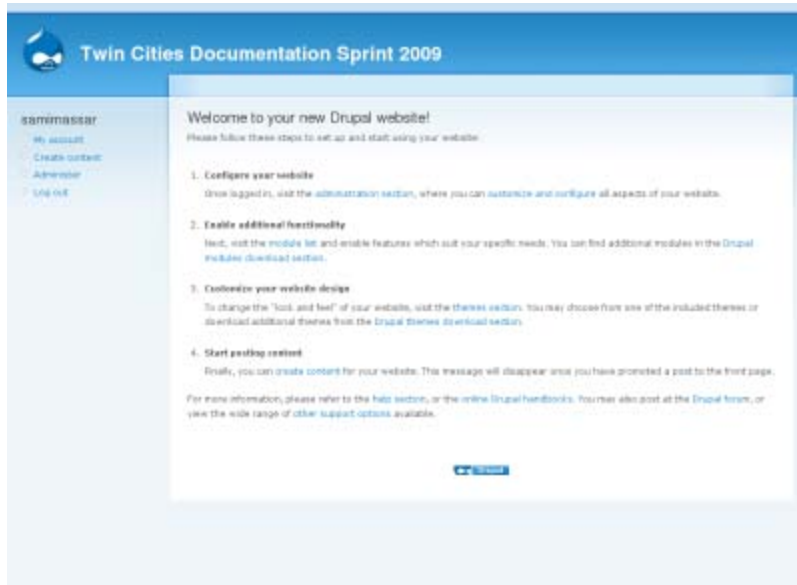 Twin Cities Documentation Sprint 2009
samimassar
My account
Create content
Administer
Log out
Welcome to your new Drupal website!
Please follow these steps to set up and start using your website:
1. Configure your website
Once logged in, visit the administration section, where you can customize and configure all aspects of your website.
2. Enable additional functionality
Next, visit the module list and enable features which suit your specific needs. You can find additional modules in the Drupal
modules download section.
3. Customize your website design
To change the "look and feel" of your website, visit the themes section. You may choose from one of the included themes or
download additional themes from the Drupal themes download section.
4. Start posting content
Finally, you can create content for your website. This message will disappear once you have promoted a post to the front page.
For more information, please refer to the help section, or the online Drupal handbooks. You may also post at the Drupal forum, or
view the wide range of other support options available.
Drupal